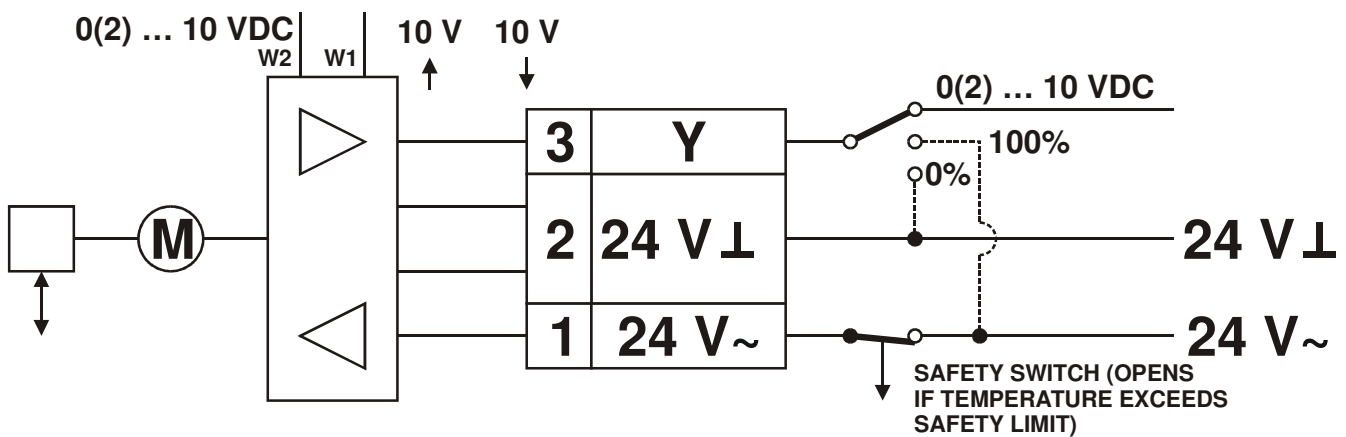 0(2) … 10 VDC
W2
W1
10 V
10 V
0(2) … 10 VDC
3
Y
100%
0%
M
2
24 V⊥
24 V⊥
1
24 V~
24 V~
SAFETY SWITCH (OPENS
IF TEMPERATURE EXCEEDS
SAFETY LIMIT)